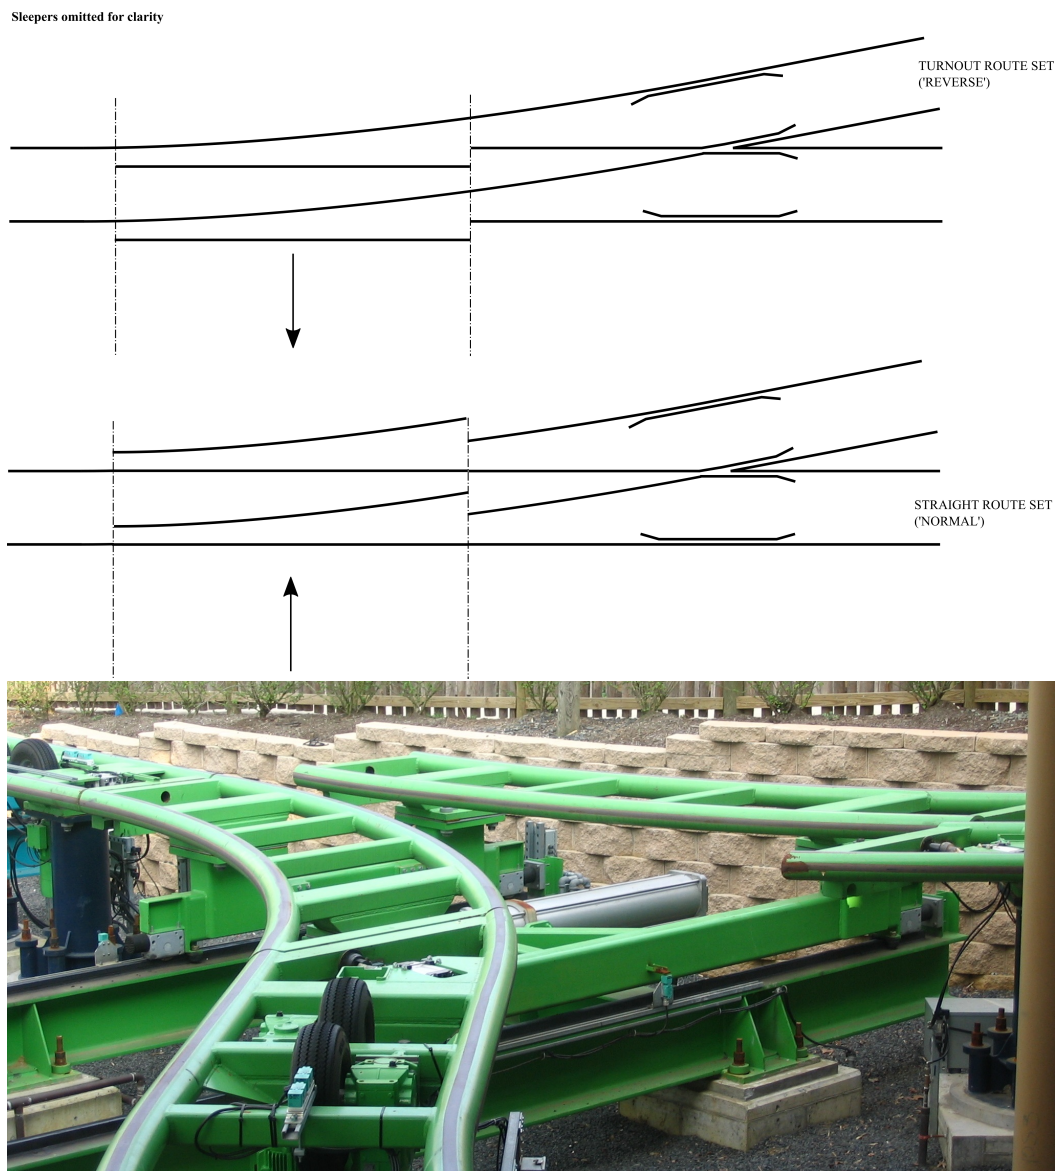 Sleepers omitted for clarity
TURNOUT ROUTE SET
('REVERSE')
STRAIGHT ROUTE SET
('NORMAL')